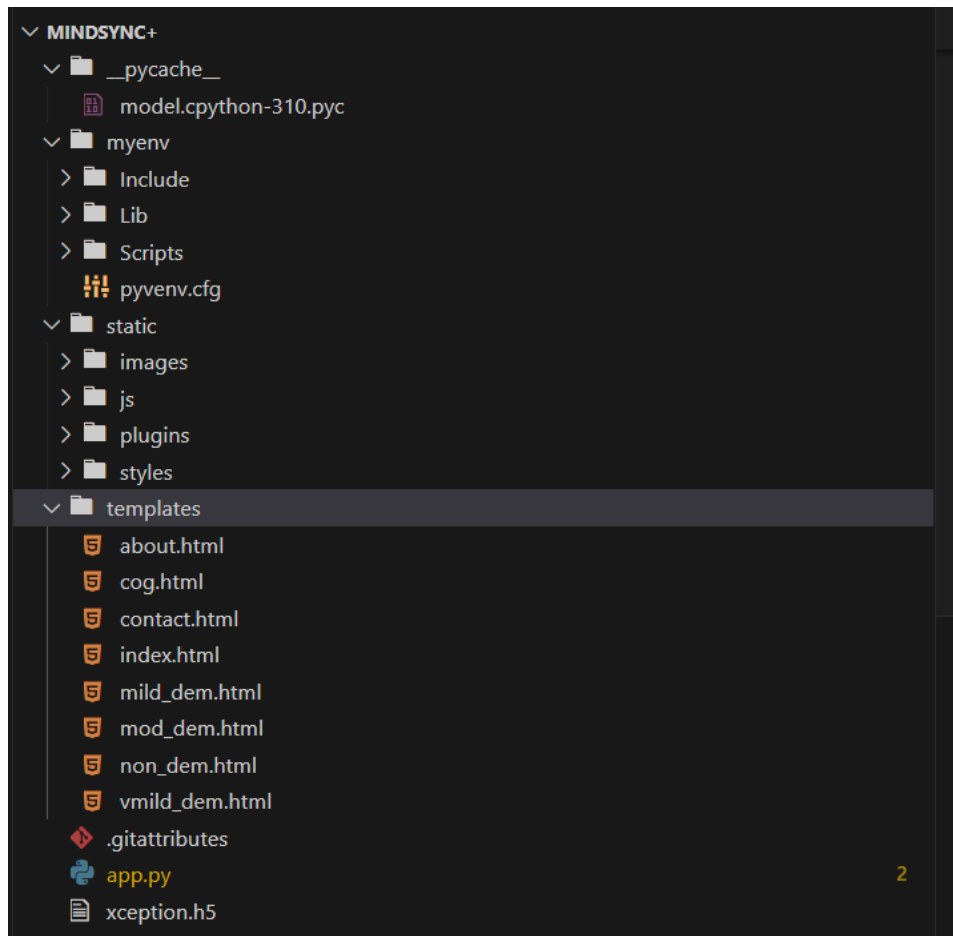 MINDSYNC+
__pycache__
model.cpython-310.pyc
myenv
Include
Lib
Scripts
pyvenv.cfg
static
images
js
plugins
styles
templates
about.html
cog.html
contact.html
index.html
mild_dem.html
mod_dem.html
non_dem.html
vmild_dem.html
.gitattributes
app.py 2
xception.h5